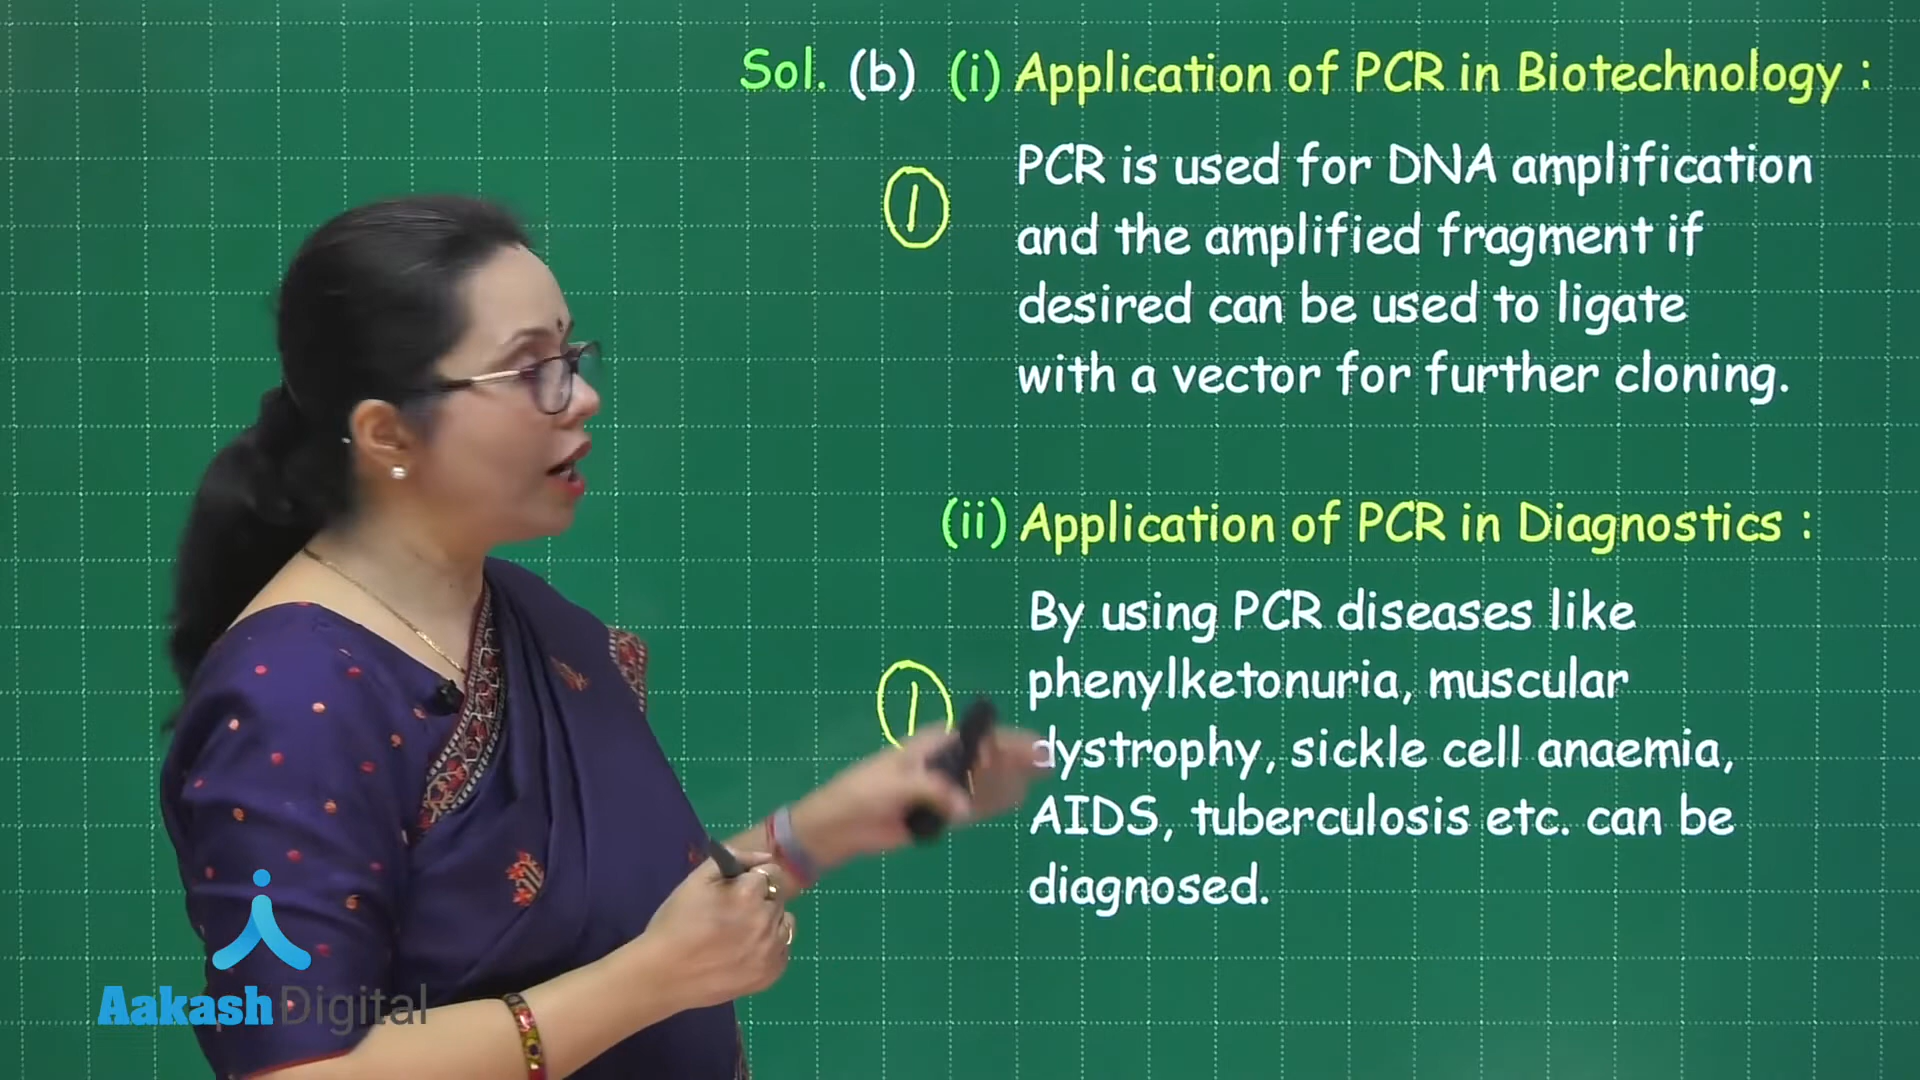 Sol. (b) (i) Application of PCR in Biotechnology :
1
PCR is used for DNA amplification
and the amplified fragment if
desired can be used to ligate
with a vector for further cloning.
(ii) Application of PCR in Diagnostics :
1
By using PCR diseases like
phenylketonuria, muscular
dystrophy, sickle cell anaemia,
AIDS, tuberculosis etc. can be
diagnosed.
Aakash Digital